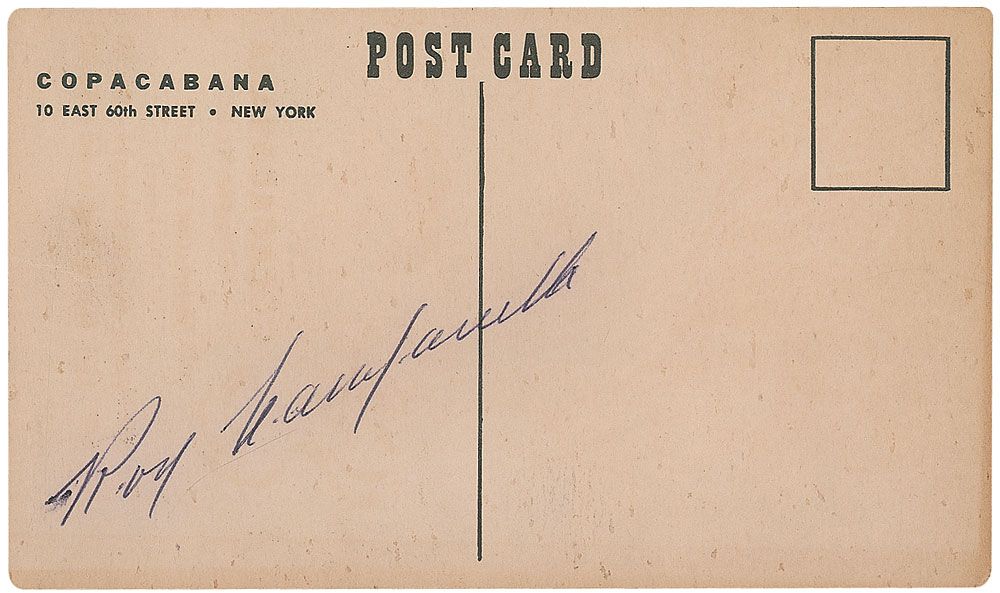 POST CARD
COPACABANA
10 EAST 60th STREET • NEW YORK
Roy Campanella